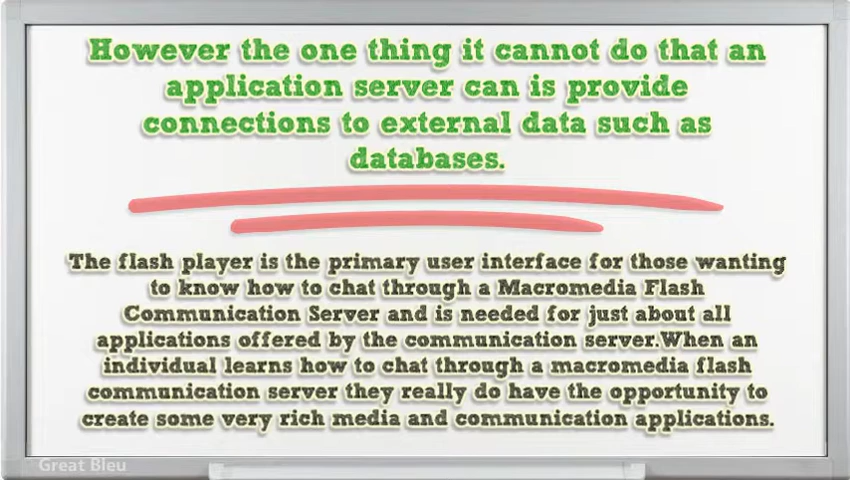 However the one thing it cannot do that an
application server can is provide
connections to external data such as
databases.
The flash player is the primary user interface for those wanting
to know how to chat through a Macromedia Flash
Communication Server and is needed for just about all
applications offered by the communication server.When an
individual learns how to chat through a macromedia flash
communication server they really do have the opportunity to
create some very rich media and communication applications.
Great Bleu